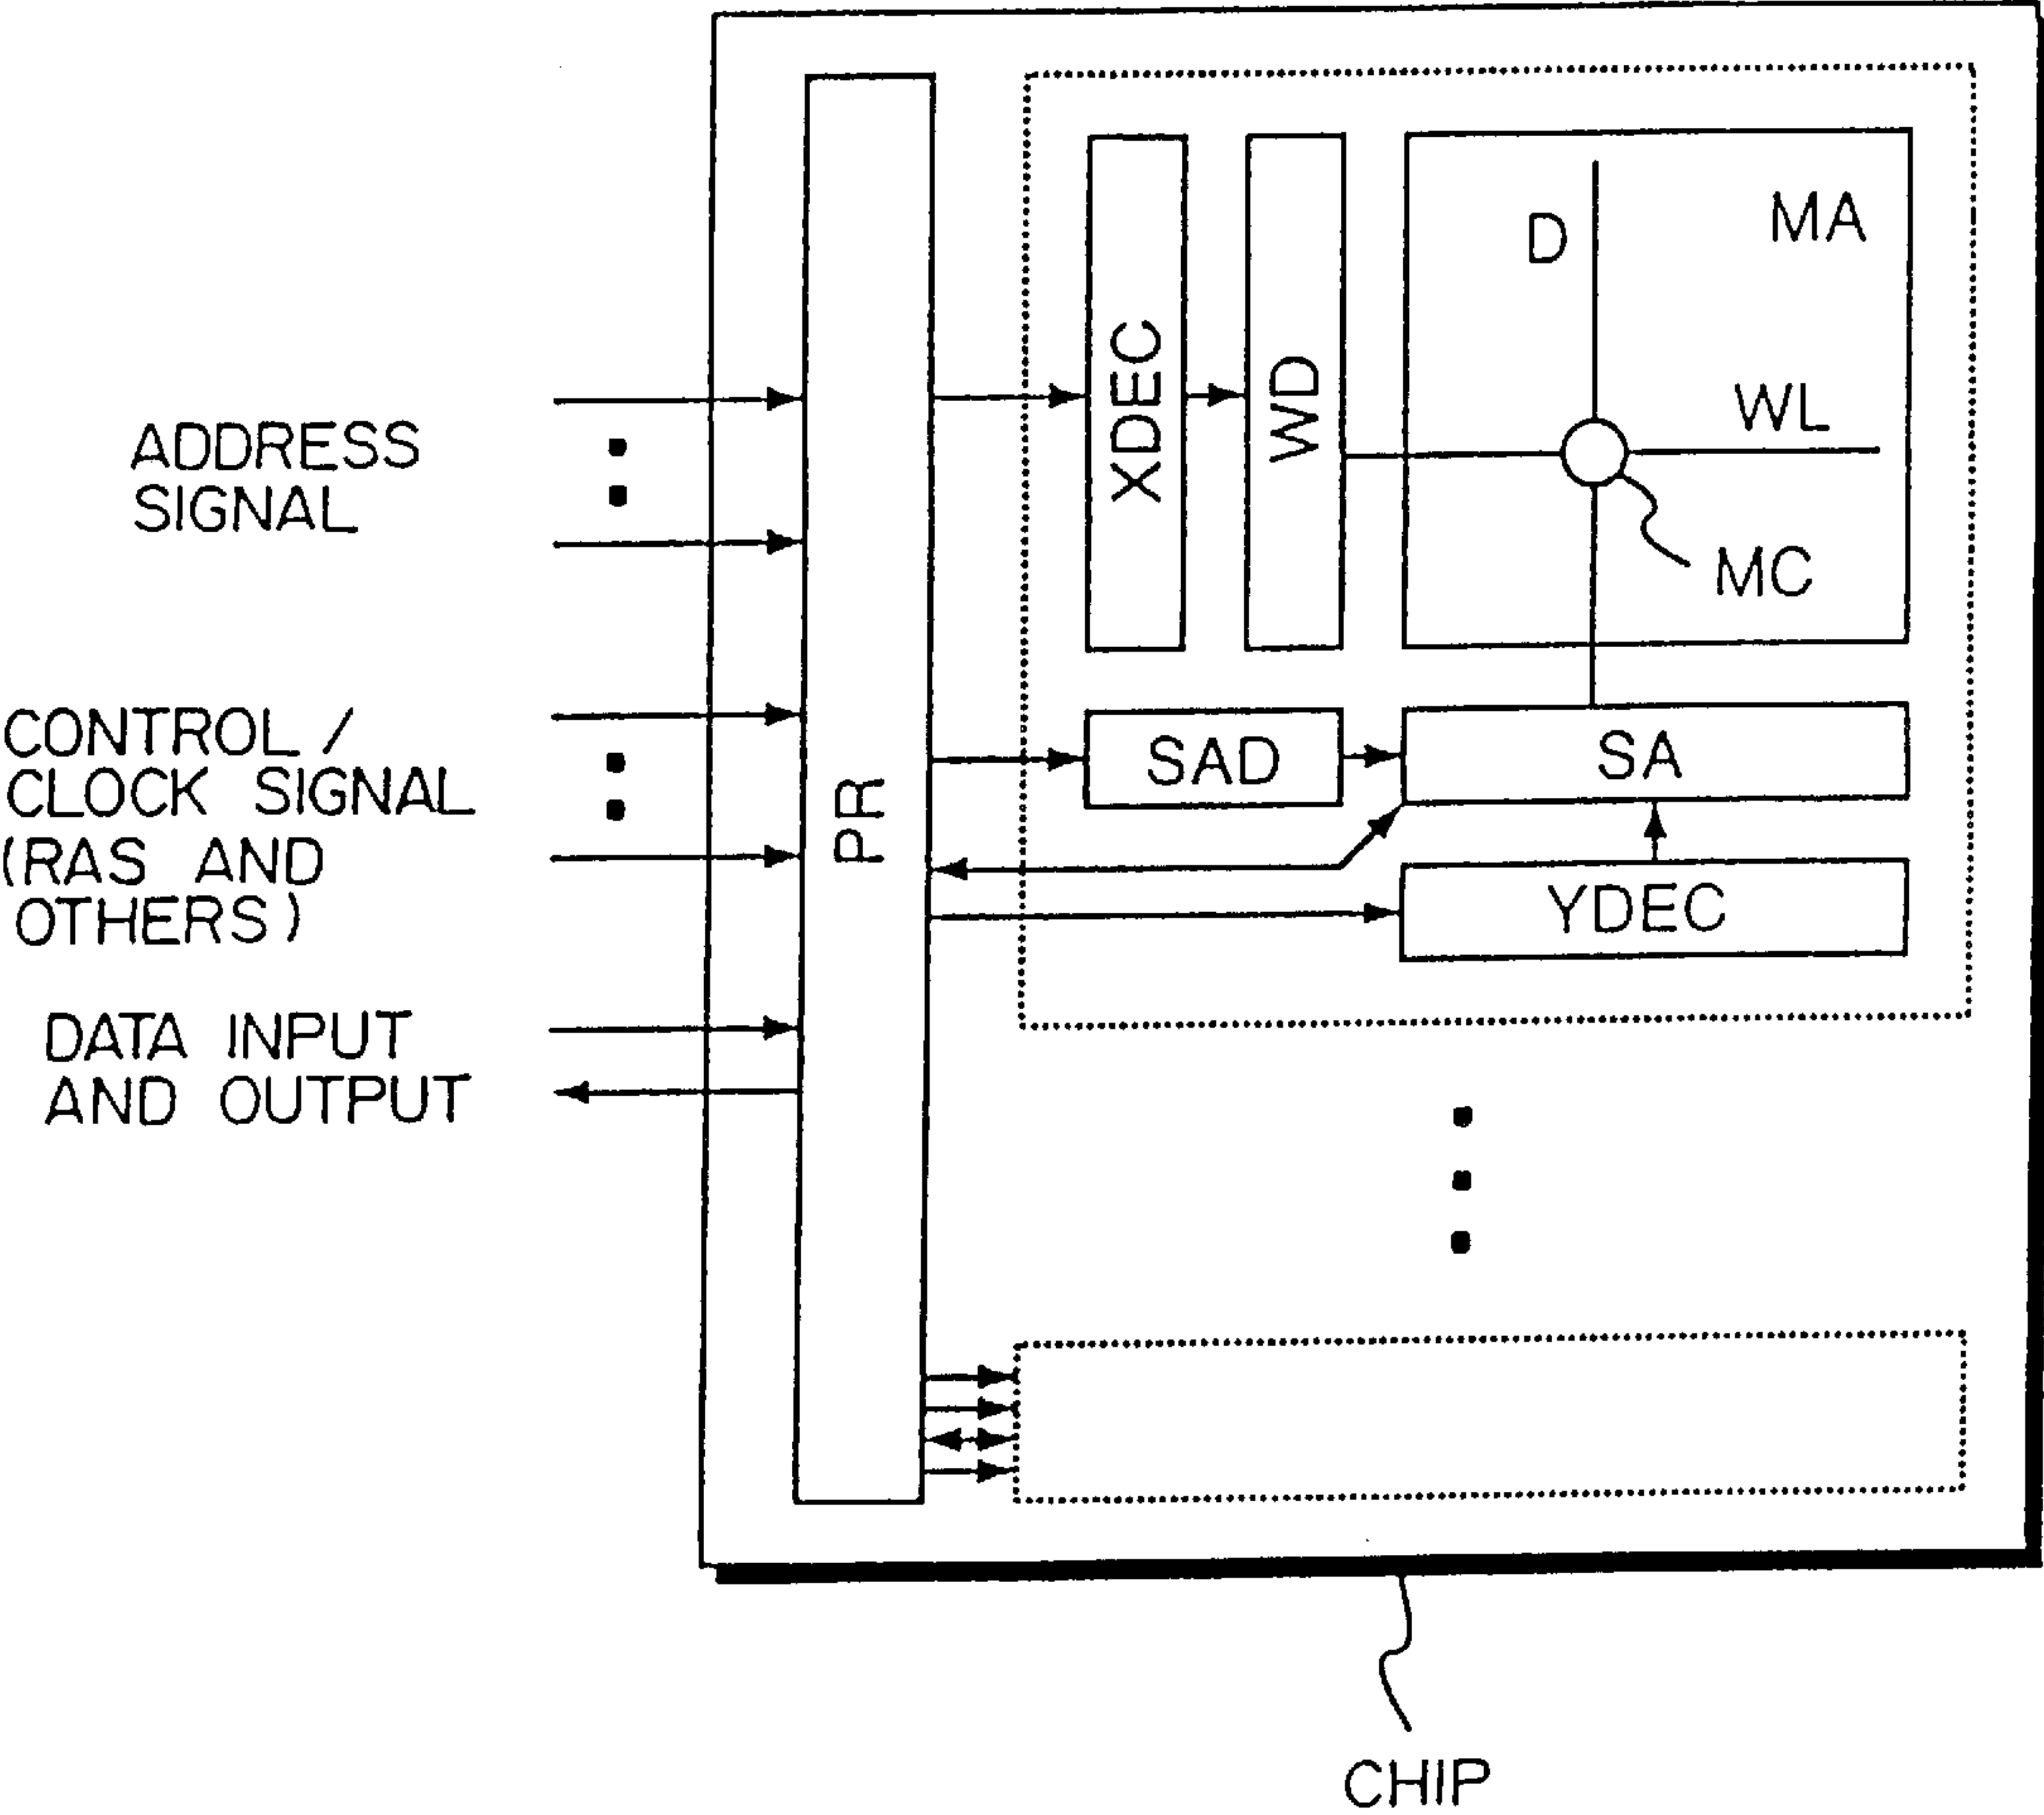 ADDRESS
SIGNAL
CONTROL /
CLOCK SIGNAL
(RAS AND
OTHERS)
DATA INPUT
AND OUTPUT
PR
XDEC
WD
D
MA
WL
MC
SAD
SA
YDEC
CHIP